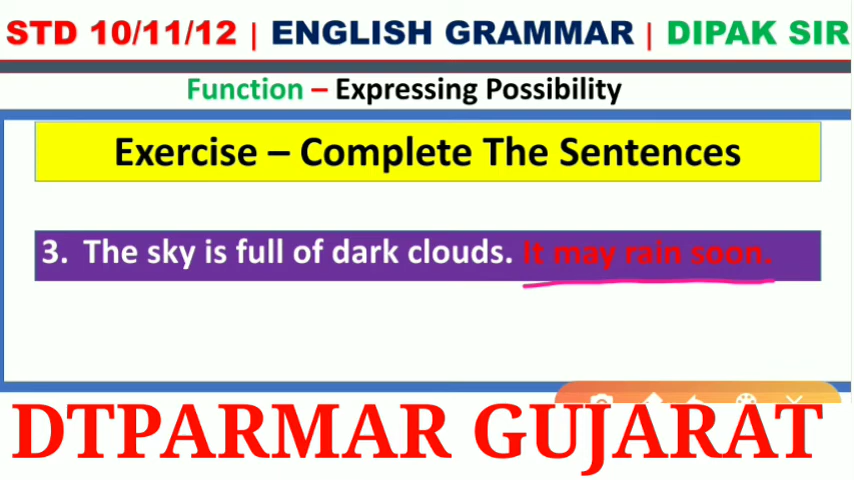 STD 10/11/12 | ENGLISH GRAMMAR | DIPAK SIR
Function – Expressing Possibility
Exercise – Complete The Sentences
3. The sky is full of dark clouds. It may rain soon.
DTPARMAR GUJARAT